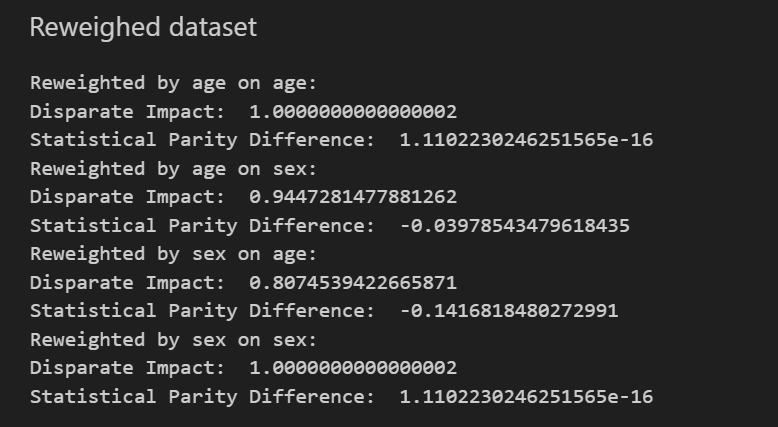 Reweighed dataset
Reweighted by age on age:
Disparate Impact:  1.0000000000000002
Statistical Parity Difference:  1.1102230246251565e-16
Reweighted by age on sex:
Disparate Impact:  0.9447281477881262
Statistical Parity Difference:  -0.03978543479618435
Reweighted by sex on age:
Disparate Impact:  0.8074539422665871
Statistical Parity Difference:  -0.1416818480272991
Reweighted by sex on sex:
Disparate Impact:  1.0000000000000002
Statistical Parity Difference:  1.1102230246251565e-16